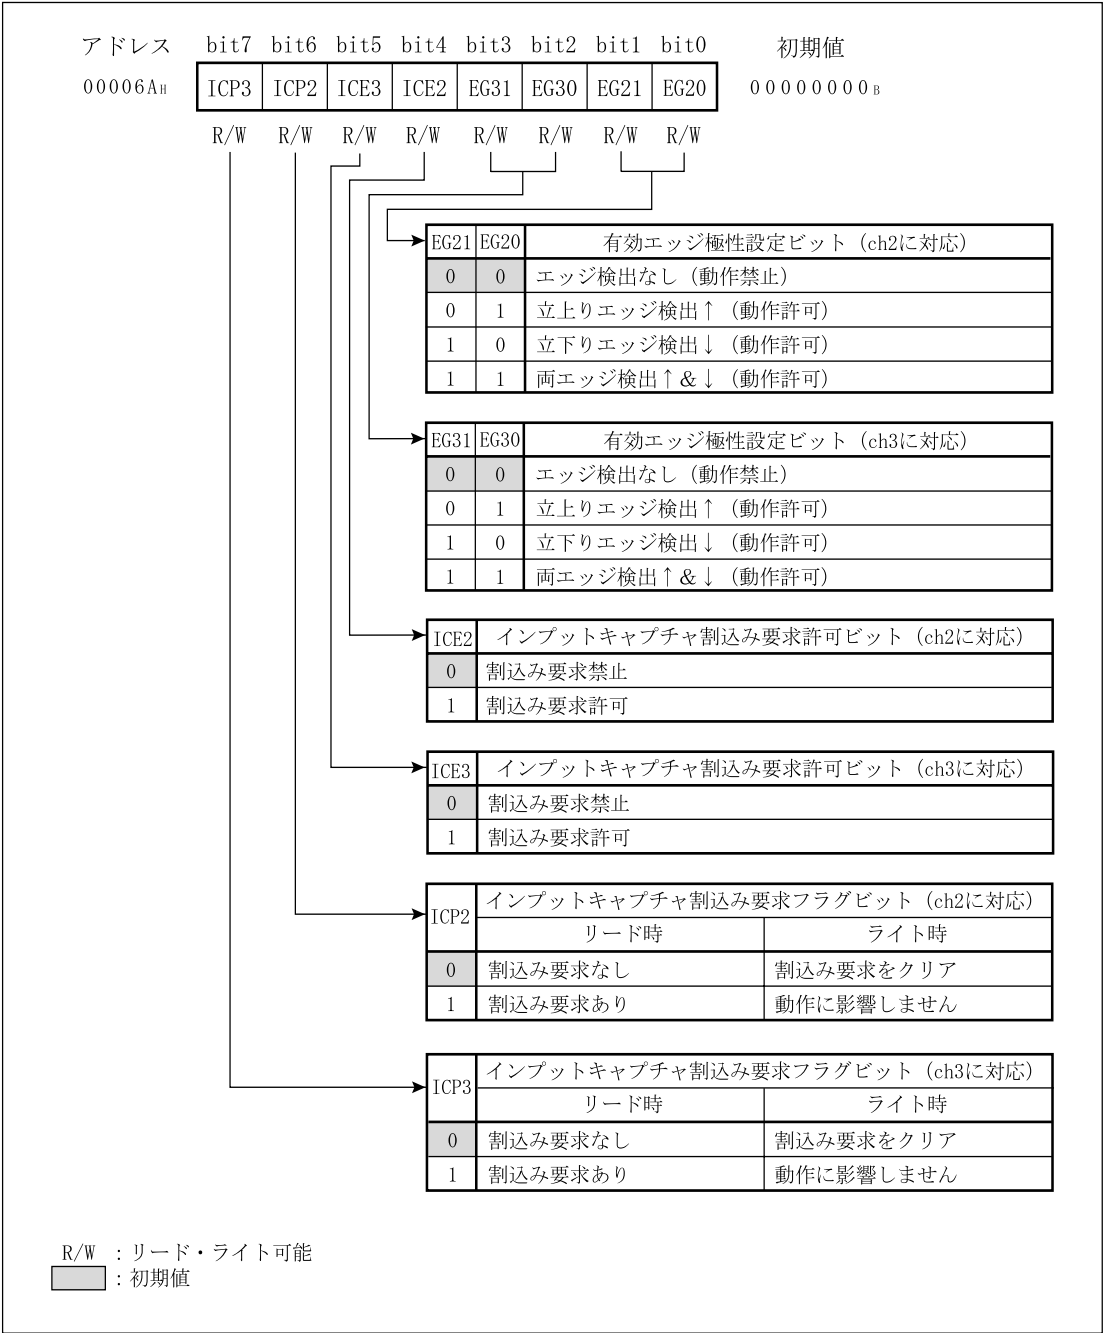 アドレス bit7 bit6 bit5 bit4 bit3 bit2 bit1 bit0 初期値
00006AH ICP3 ICP2 ICE3 ICE2 EG31 EG30 EG21 EG20 00000000B
R/W R/W R/W R/W R/W R/W R/W R/W
EG21 EG20 有効エッジ極性設定ビット（ch2に対応）
0 0 エッジ検出なし（動作禁止）
0 1 立上りエッジ検出↑（動作許可）
1 0 立下りエッジ検出↓（動作許可）
1 1 両エッジ検出↑&↓（動作許可）
EG31 EG30 有効エッジ極性設定ビット（ch3に対応）
0 0 エッジ検出なし（動作禁止）
0 1 立上りエッジ検出↑（動作許可）
1 0 立下りエッジ検出↓（動作許可）
1 1 両エッジ検出↑&↓（動作許可）
ICE2 インプットキャプチャ割込み要求許可ビット（ch2に対応）
0 割込み要求禁止
1 割込み要求許可
ICE3 インプットキャプチャ割込み要求許可ビット（ch3に対応）
0 割込み要求禁止
1 割込み要求許可
ICP2 インプットキャプチャ割込み要求フラグビット（ch2に対応）
リード時 ライト時
0 割込み要求なし 割込み要求をクリア
1 割込み要求あり 動作に影響しません
ICP3 インプットキャプチャ割込み要求フラグビット（ch3に対応）
リード時 ライト時
0 割込み要求なし 割込み要求をクリア
1 割込み要求あり 動作に影響しません
R/W ：リード・ライト可能
：初期値